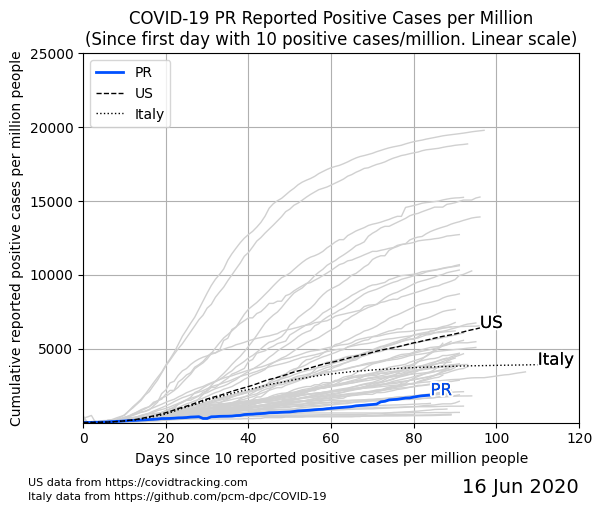 COVID-19 PR Reported Positive Cases per Million
(Since first day with 10 positive cases/million. Linear scale)
Cumulative reported positive cases per million people
25000
20000
15000
10000
5000
PR
US
Italy
US
Italy
PR
0 20 40 60 80 100 120
Days since 10 reported positive cases per million people
US data from https://covidtracking.com
Italy data from https://github.com/pcm-dpc/COVID-19
16 Jun 2020